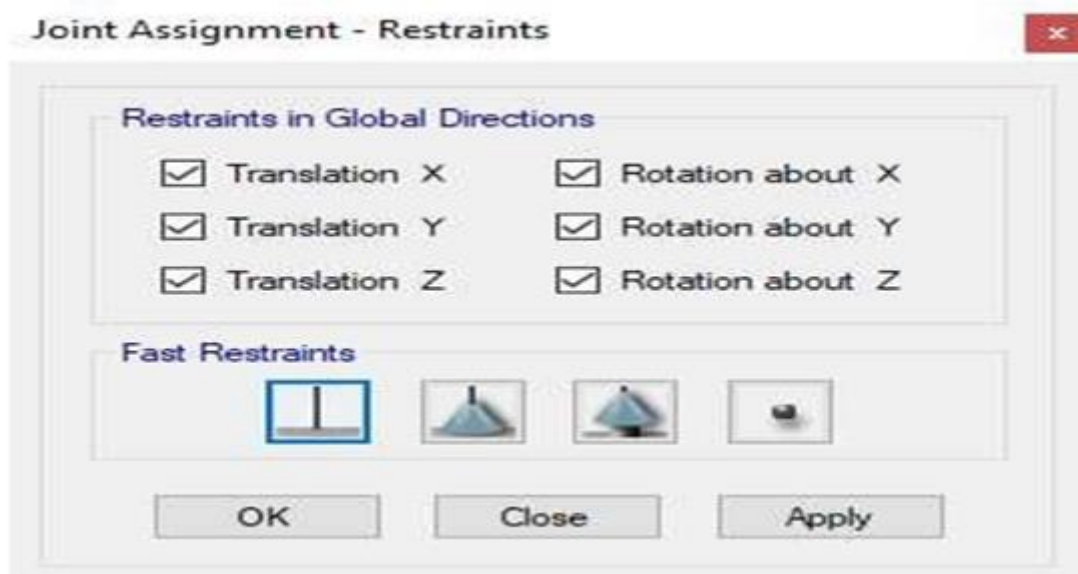 Joint Assignment - Restraints
Restraints in Global Directions
Translation X
Rotation about X
Translation Y
Rotation about Y
Translation Z
Rotation about Z
Fast Restraints
OK
Close
Apply